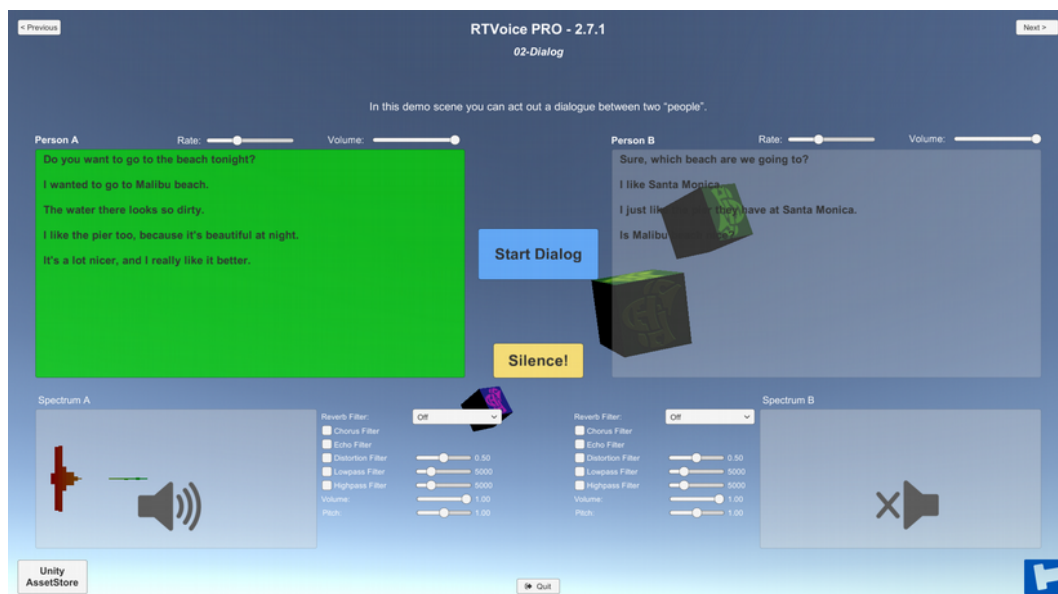 < Previous
RTVoice PRO - 2.7.1
Next >
02-Dialog
In this demo scene you can act out a dialogue between two “people”.
Person A
Rate:
Volume:
Do you want to go to the beach tonight?
I wanted to go to Malibu beach.
The water there looks so dirty.
I like the pier too, because it's beautiful at night.
It's a lot nicer, and I really like it better.
Start Dialog
Silence!
Person B
Rate:
Volume:
Sure, which beach are we going to?
I like Santa Monica
I just they have at Santa Monica.
Is Malibu
Spectrum A
Reverb Filter: Off
Chorus Filter
Echo Filter
Distortion Filter 0.50
Lowpass Filter 5000
Highpass Filter 5000
Volume: 1.00
Pitch: 1.00
Reverb Filter: Off
Chorus Filter
Echo Filter
Distortion Filter 0.50
Lowpass Filter 5000
Highpass Filter 5000
Volume: 1.00
Pitch: 1.00
Spectrum B
Unity
AssetStore
Quit